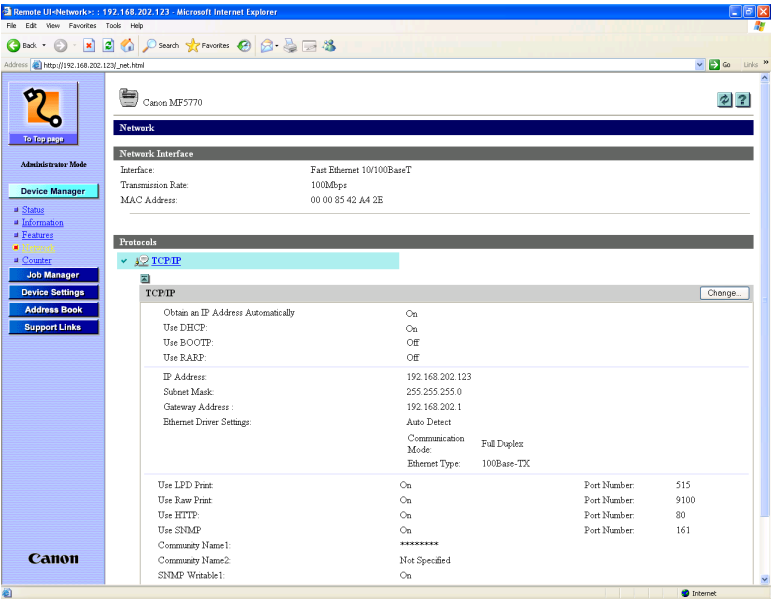 Remote UI<Network>: : 192.168.202.123 - Microsoft Internet Explorer
File Edit View Favorites Tools Help
Back Search Favorites
Address http://192.168.202.123/_net.html Go Links »
To Top page
Canon MF5770
Administrator Mode
Network
Network Interface
Interface: Fast Ethernet 10/100BaseT
Transmission Rate: 100Mbps
MAC Address: 00 00 85 42 A4 2E
Device Manager
Status
Information
Features
Network
Counter
Job Manager
Device Settings
Address Book
Support Links
Protocols
TCP/IP
TCP/IP Change...
Obtain an IP Address Automatically On
Use DHCP: On
Use BOOTP: Off
Use RARP: Off
IP Address: 192.168.202.123
Subnet Mask: 255.255.255.0
Gateway Address : 192.168.202.1
Ethernet Driver Settings: Auto Detect
Communication Mode: Full Duplex
Ethernet Type: 100Base-TX
Use LPD Print: On Port Number: 515
Use Raw Print: On Port Number: 9100
Use HTTP: On Port Number: 80
Use SNMP On Port Number: 161
Community Name1: ********
Community Name2: Not Specified
SNMP Writable1: On
Canon
Internet